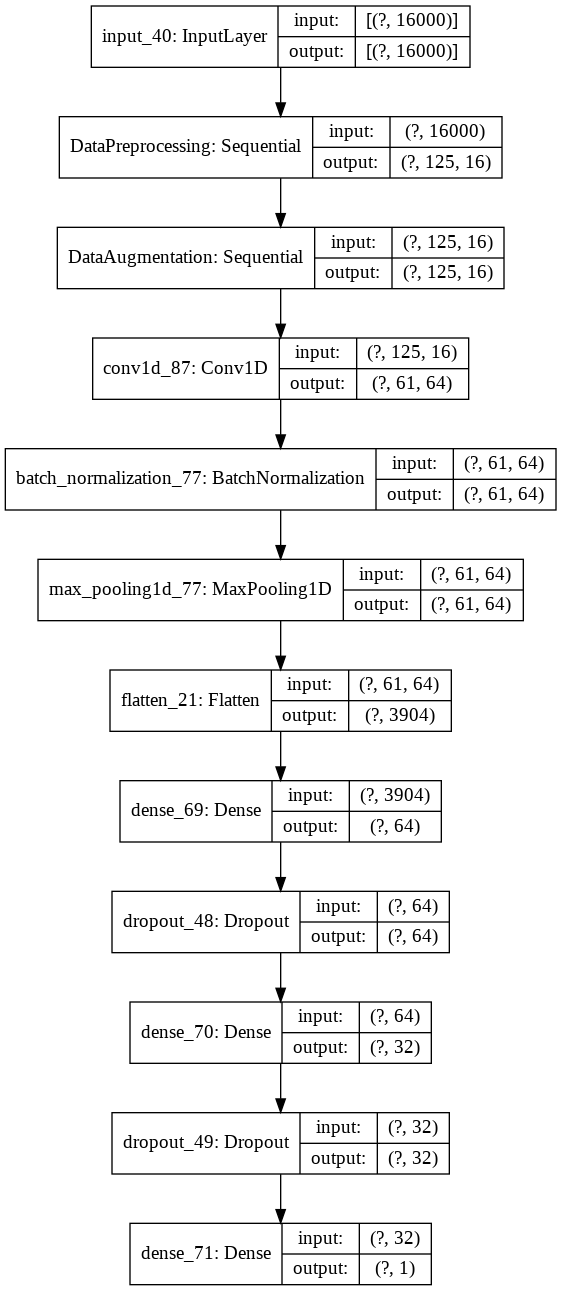 input_40: InputLayer
input: [(?, 16000)]
output: [(?, 16000)]
DataPreprocessing: Sequential
input: (?, 16000)
output: (?, 125, 16)
DataAugmentation: Sequential
input: (?, 125, 16)
output: (?, 125, 16)
conv1d_87: Conv1D
input: (?, 125, 16)
output: (?, 61, 64)
batch_normalization_77: BatchNormalization
input: (?, 61, 64)
output: (?, 61, 64)
max_pooling1d_77: MaxPooling1D
input: (?, 61, 64)
output: (?, 61, 64)
flatten_21: Flatten
input: (?, 61, 64)
output: (?, 3904)
dense_69: Dense
input: (?, 3904)
output: (?, 64)
dropout_48: Dropout
input: (?, 64)
output: (?, 64)
dense_70: Dense
input: (?, 64)
output: (?, 32)
dropout_49: Dropout
input: (?, 32)
output: (?, 32)
dense_71: Dense
input: (?, 32)
output: (?, 1)